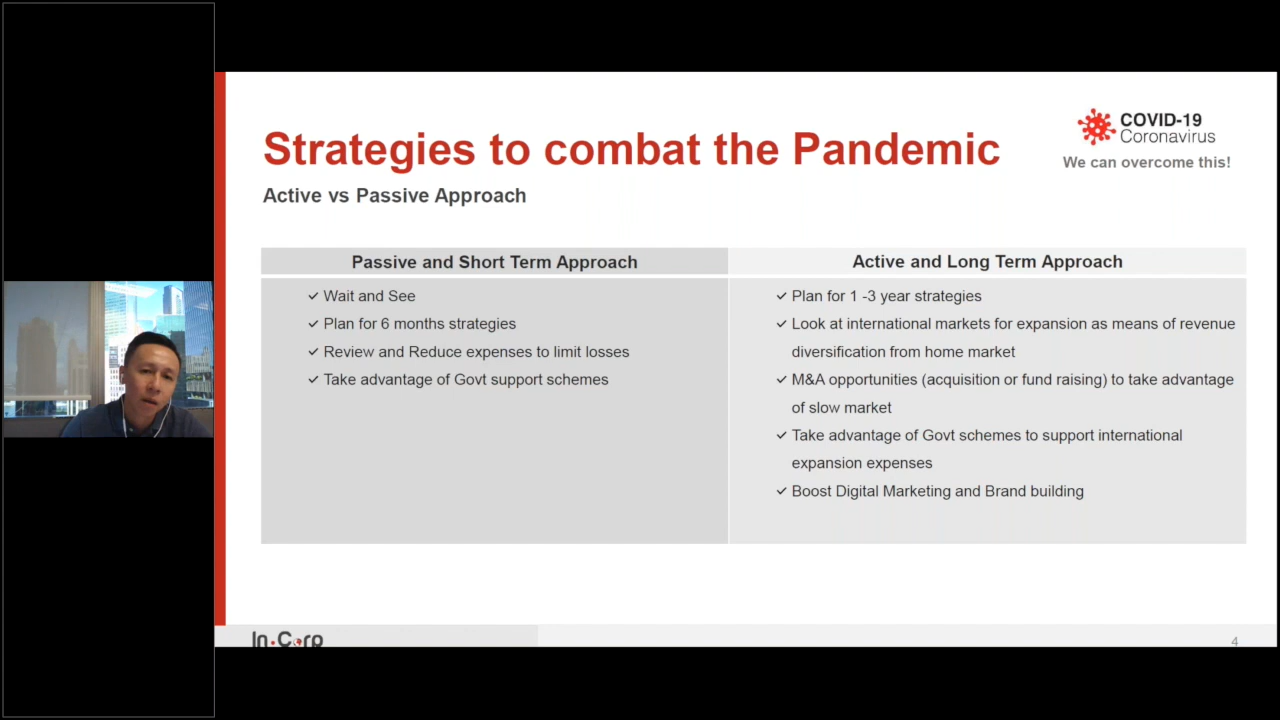 Strategies to combat the Pandemic
COVID-19
Coronavirus
We can overcome this!
Active vs Passive Approach
Passive and Short Term Approach
✓ Wait and See
✓ Plan for 6 months strategies
✓ Review and Reduce expenses to limit losses
✓ Take advantage of Govt support schemes
Active and Long Term Approach
✓ Plan for 1 -3 year strategies
✓ Look at international markets for expansion as means of revenue
diversification from home market
✓ M&A opportunities (acquisition or fund raising) to take advantage
of slow market
✓ Take advantage of Govt schemes to support international
expansion expenses
✓ Boost Digital Marketing and Brand building
In.Corp
4